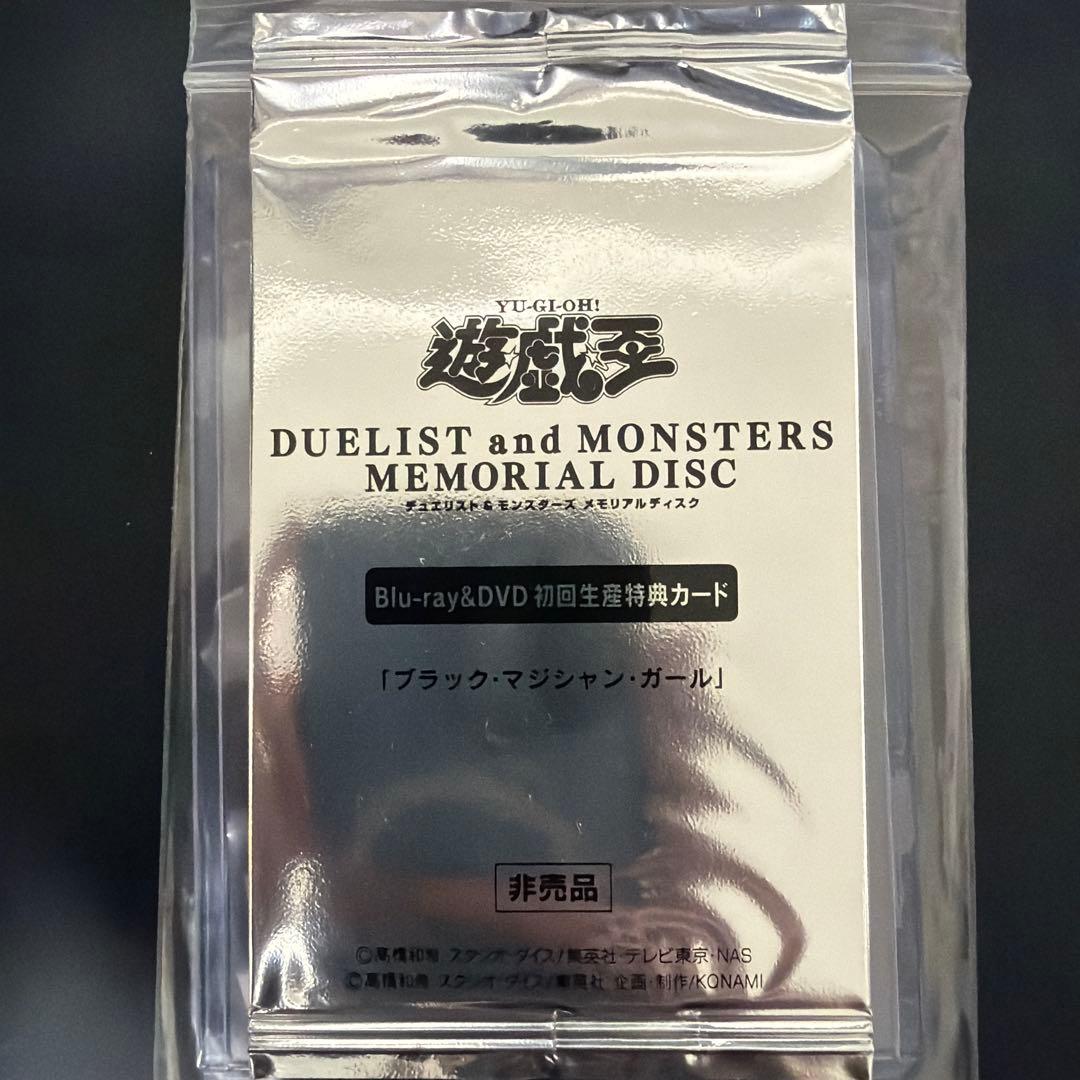 YU-GI-OH!
遊戯王
DUELIST and MONSTERS
MEMORIAL DISC
デュエリスト&モンスターズ メモリアルディスク
Blu-ray&DVD 初回生産特典カード
「ブラック・マジシャン・ガール」
非売品
©高橋和希 スタジオ・ダイス/集英社・テレビ東京・NAS
©高橋和希 スタジオ・ダイス/集英社 企画・制作/KONAMI